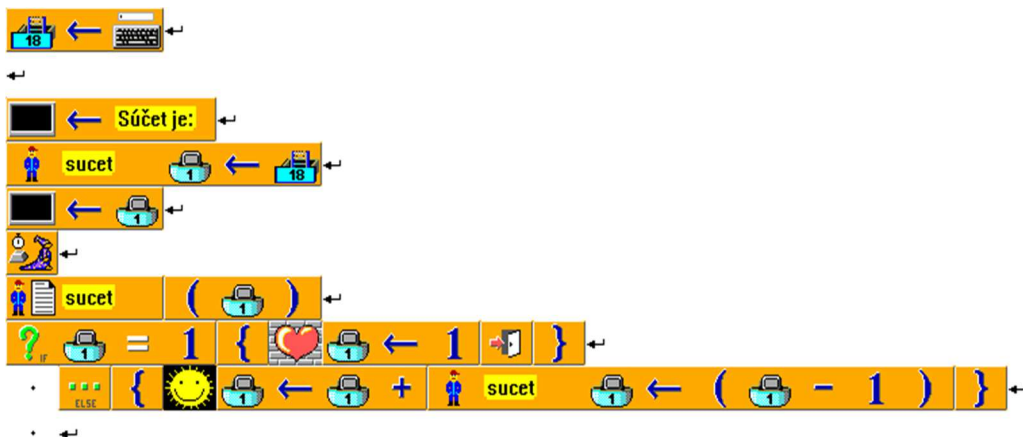 18
Súčet je:
sucet 1 ← 18
← 1
sucet ( 1 )
? IF 1 = 1 { 1 ← 1 }
... ELSE { 1 ← 1 + sucet 1 ← ( 1 - 1 ) }